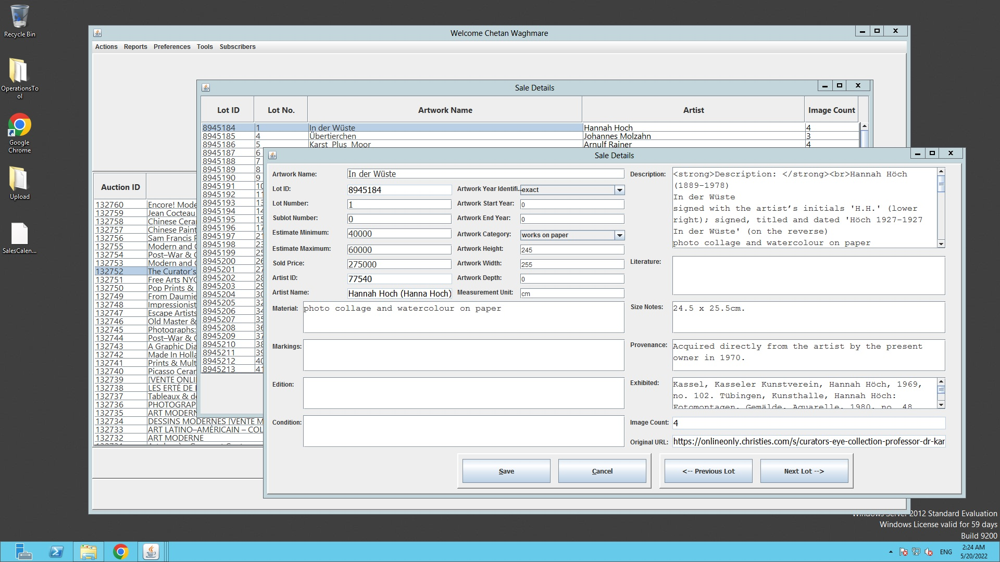 Recycle Bin
OperationsTo
ol
Google
Chrome
Upload
SalesCalen...
Welcome Chetan Waghmare
Actions Reports Preferences Tools Subscribers
Sale Details
Lot ID Lot No. Artwork Name Artist Image Count
8945184 1 In der Wüste Hannah Hoch 4
8945185 4 Übertierchen Johannes Molzahn 3
8945186 5 Karst Plus Moor Arnulf Rainer 4
8945187 6
8945188 7
8945189 8
8945190 9
8945191 10
8945192 11
8945193 13
8945194 14
8945195 15
8945196 17
8945197 21
8945198 23
8945199 25
8945200 26
8945201 27
8945202 28
8945203 29
8945204 30
8945205 32
8945206 34
8945207 35
8945208 36
8945209 37
8945210 38
8945211 39
8945212 40
8945213 41
Auction ID
132760 Encore! Mode
132759 Jean Cocteau
132758 Chinese Cerar
132757 Chinese Paint
132756 Sam Francis P
132755 Modern and C
132754 Post–War & C
132753 Modern and C
132752 The Curator's
132751 Free Arts NYC
132750 Pop Prints &
132749 From Daumie
132748 Impressionist
132747 Escape Artists
132746 Old Master &
132745 Photographs:
132744 Post–War & C
132743 A Graphic Dia
132742 Made In Holla
132741 Prints & Mult
132740 Picasso Ceran
132739 [VENTE ONLI
132738 LES ERTÉ DE
132737 Tableaux & de
132736 PHOTOGRAP
132735 ART MODERN
132734 DESSINS MODERNES [VENTE M
132733 ART LATINO–AMÉRICAIN – COL
132732 ART MODERNE
Sale Details
Artwork Name: In der Wüste
Lot ID: 8945184
Lot Number: 1
Sublot Number: 0
Estimate Minimum: 40000
Estimate Maximum: 60000
Sold Price: 275000
Artist ID: 77540
Artist Name: Hannah Hoch (Hanna Hoch)
Artwork Year Identifi... exact
Artwork Start Year: 0
Artwork End Year: 0
Artwork Category: works on paper
Artwork Height: 245
Artwork Width: 255
Artwork Depth: 0
Measurement Unit: cm
Material: photo collage and watercolour on paper
Markings:
Edition:
Condition:
Description: <strong>Description: </strong><br>Hannah Höch
(1889-1978)
In der Wüste
signed with the artist's initials 'H.H.' (lower
right); signed, titled and dated 'Höch 1927-1927
In der Wüste' (on the reverse)
photo collage and watercolour on paper
Literature:
Size Notes: 24.5 x 25.5cm.
Provenance: Acquired directly from the artist by the present
owner in 1970.
Exhibited: Kassel, Kasseler Kunstverein, Hannah Höch, 1969,
no. 102. Tübingen, Kunsthalle, Hannah Höch:
Fotomontagen, Gemälde, Aquarelle, 1980, no. 48
Image Count: 4
Original URL: https://onlineonly.christies.com/s/curators-eye-collection-professor-dr-kar
Save Cancel <-- Previous Lot Next Lot -->
Windows Server 2012 Standard Evaluation
Windows License valid for 59 days
Build 9200
ENG
2:24 AM
5/20/2022